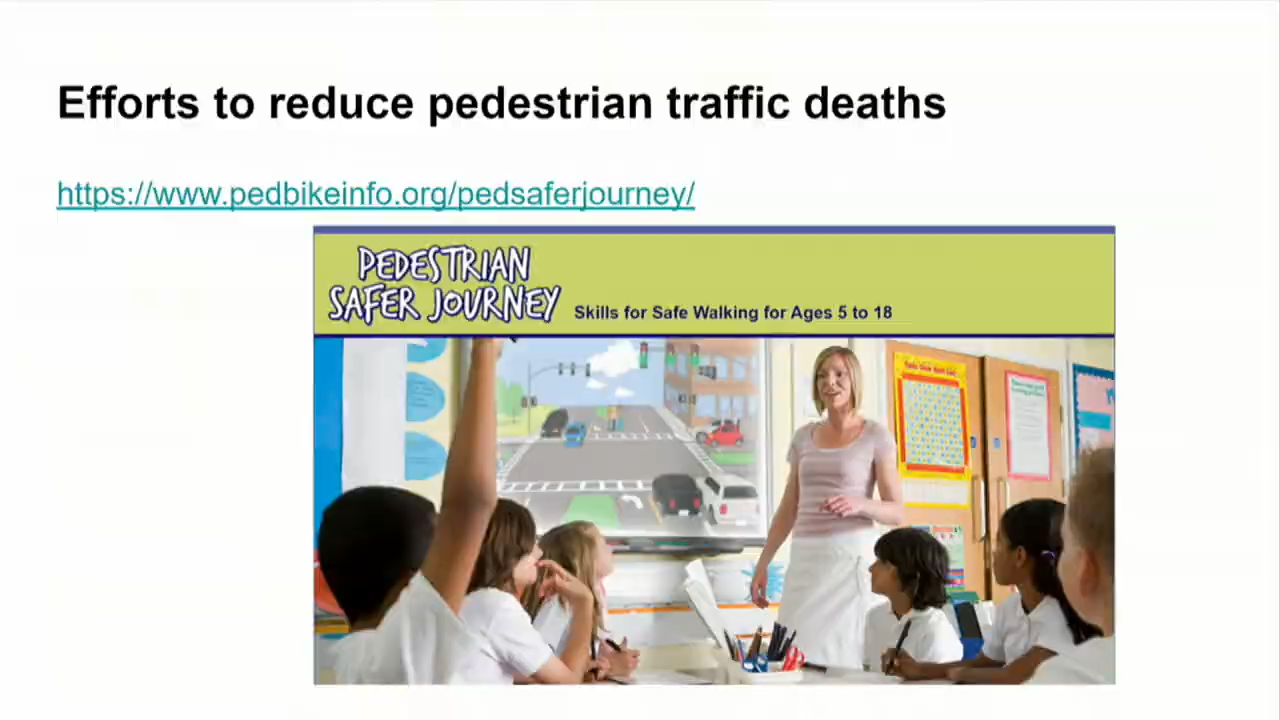 Efforts to reduce pedestrian traffic deaths
https://www.pedbikeinfo.org/pedsaferjourney/
PEDESTRIAN
SAFER JOURNEY
Skills for Safe Walking for Ages 5 to 18